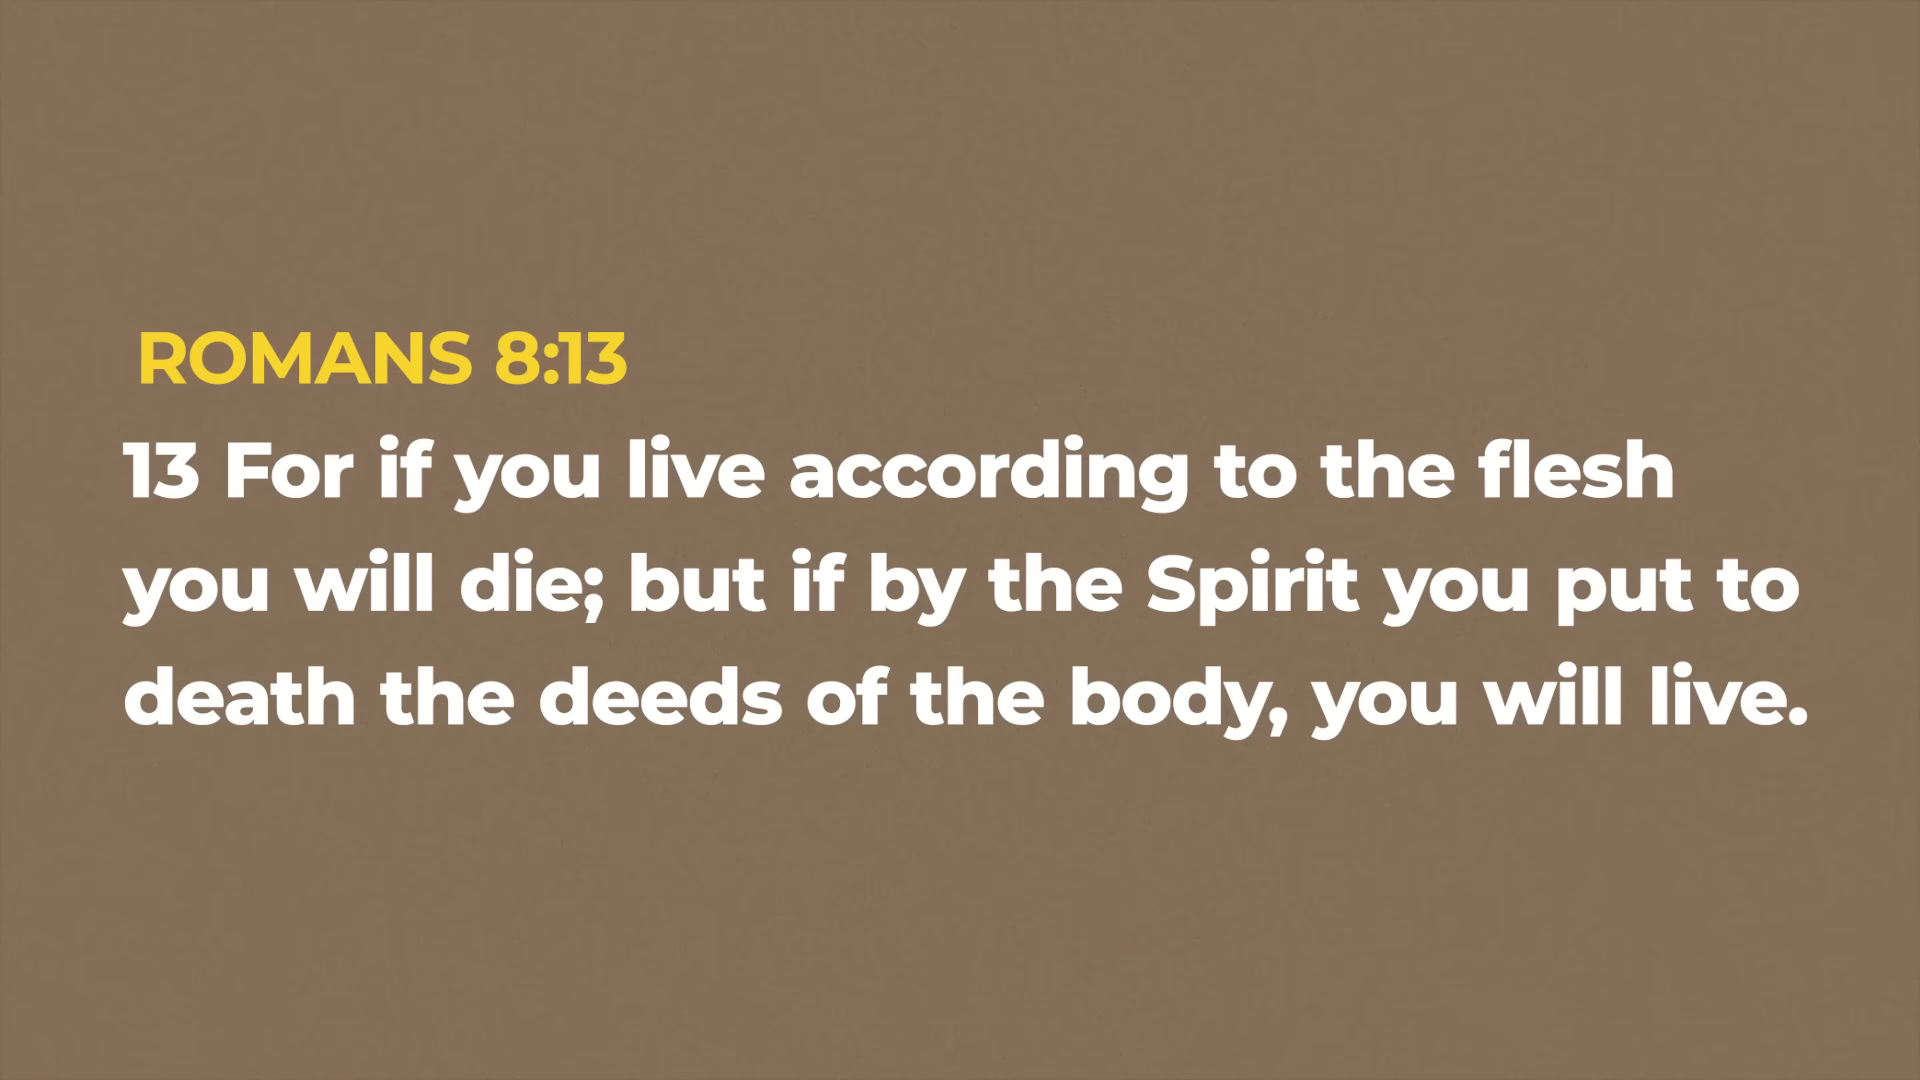 ROMANS 8:13
13 For if you live according to the flesh
you will die; but if by the Spirit you put to
death the deeds of the body, you will live.